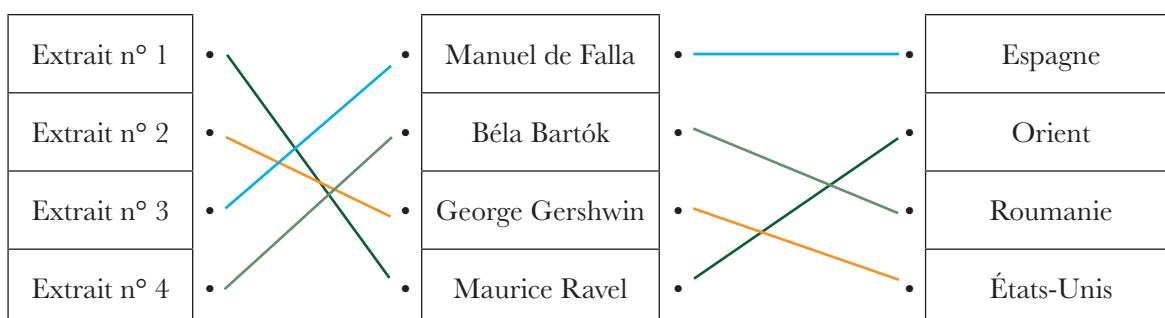 Extrait n° 1 • • Manuel de Falla • • Espagne
Extrait n° 2 • • Béla Bartók • • Orient
Extrait n° 3 • • George Gershwin • • Roumanie
Extrait n° 4 • • Maurice Ravel • • États-Unis